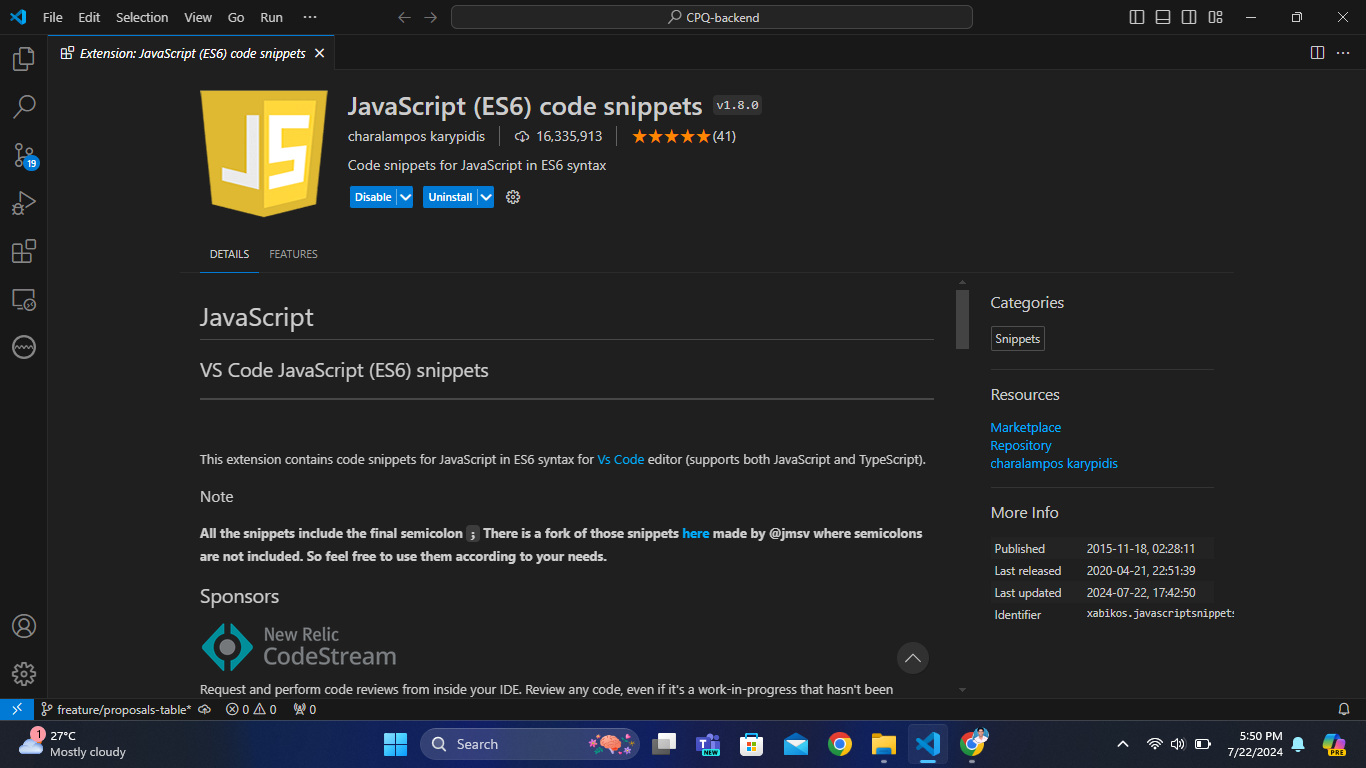 File Edit Selection View Go Run ···
CPQ-backend
Extension: JavaScript (ES6) code snippets
JS
JavaScript (ES6) code snippets v1.8.0
charalampos karypidis 16,335,913 (41)
Code snippets for JavaScript in ES6 syntax
Disable Uninstall
19
DETAILS FEATURES
JavaScript
VS Code JavaScript (ES6) snippets
This extension contains code snippets for JavaScript in ES6 syntax for Vs Code editor (supports both JavaScript and TypeScript).
Note
All the snippets include the final semicolon ; There is a fork of those snippets here made by @jmsv where semicolons
are not included. So feel free to use them according to your needs.
Sponsors
New Relic
CodeStream
Request and perform code reviews from inside your IDE. Review any code, even if it's a work-in-progress that hasn't been
Categories
Snippets
Resources
Marketplace
Repository
charalampos karypidis
More Info
Published 2015-11-18, 02:28:11
Last released 2020-04-21, 22:51:39
Last updated 2024-07-22, 17:42:50
Identifier xabikos.javascriptsnippets
freature/proposals-table* 0 0 0
1
27°C
Mostly cloudy
Search
NEW
5:50 PM
7/22/2024
PRE